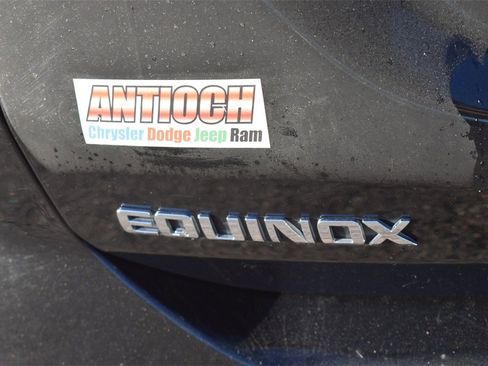 ANTIOCH
Chrysler Dodge Jeep Ram
EQUINOX